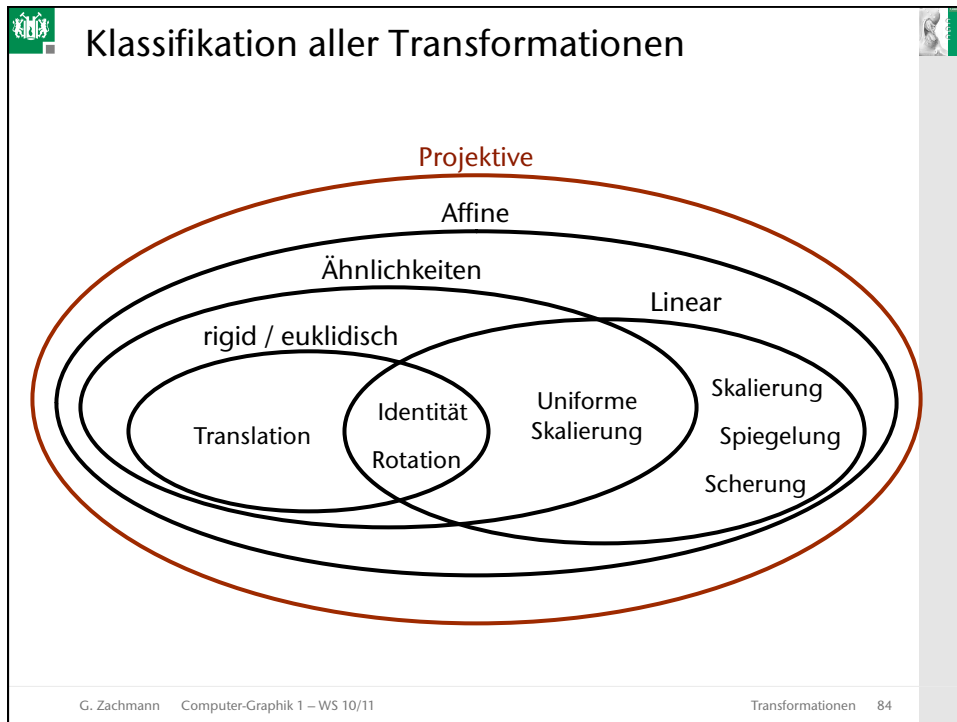 Klassifikation aller Transformationen
Projektive
Affine
Ähnlichkeiten
Linear
rigid / euklidisch
Skalierung
Identität
Uniforme
Skalierung
Translation
Spiegelung
Rotation
Scherung
G. Zachmann Computer-Graphik 1 – WS 10/11
Transformationen 84